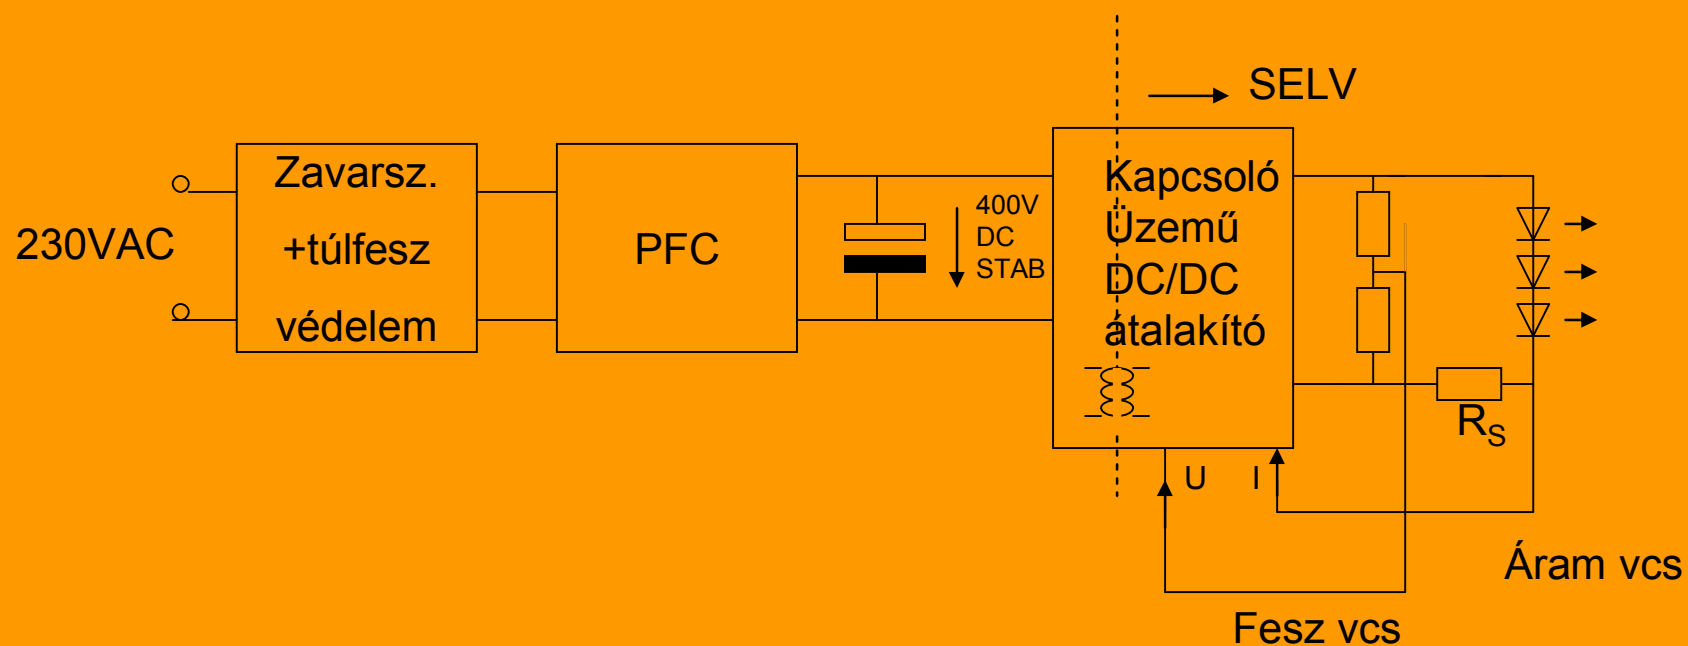 230VAC
Zavarsz.
+túlfesz
védelem
PFC
400V
DC
STAB
SELV
Kapcsoló
Üzemű
DC/DC
átalakító
U
I
RS
Áram vcs
Fesz vcs